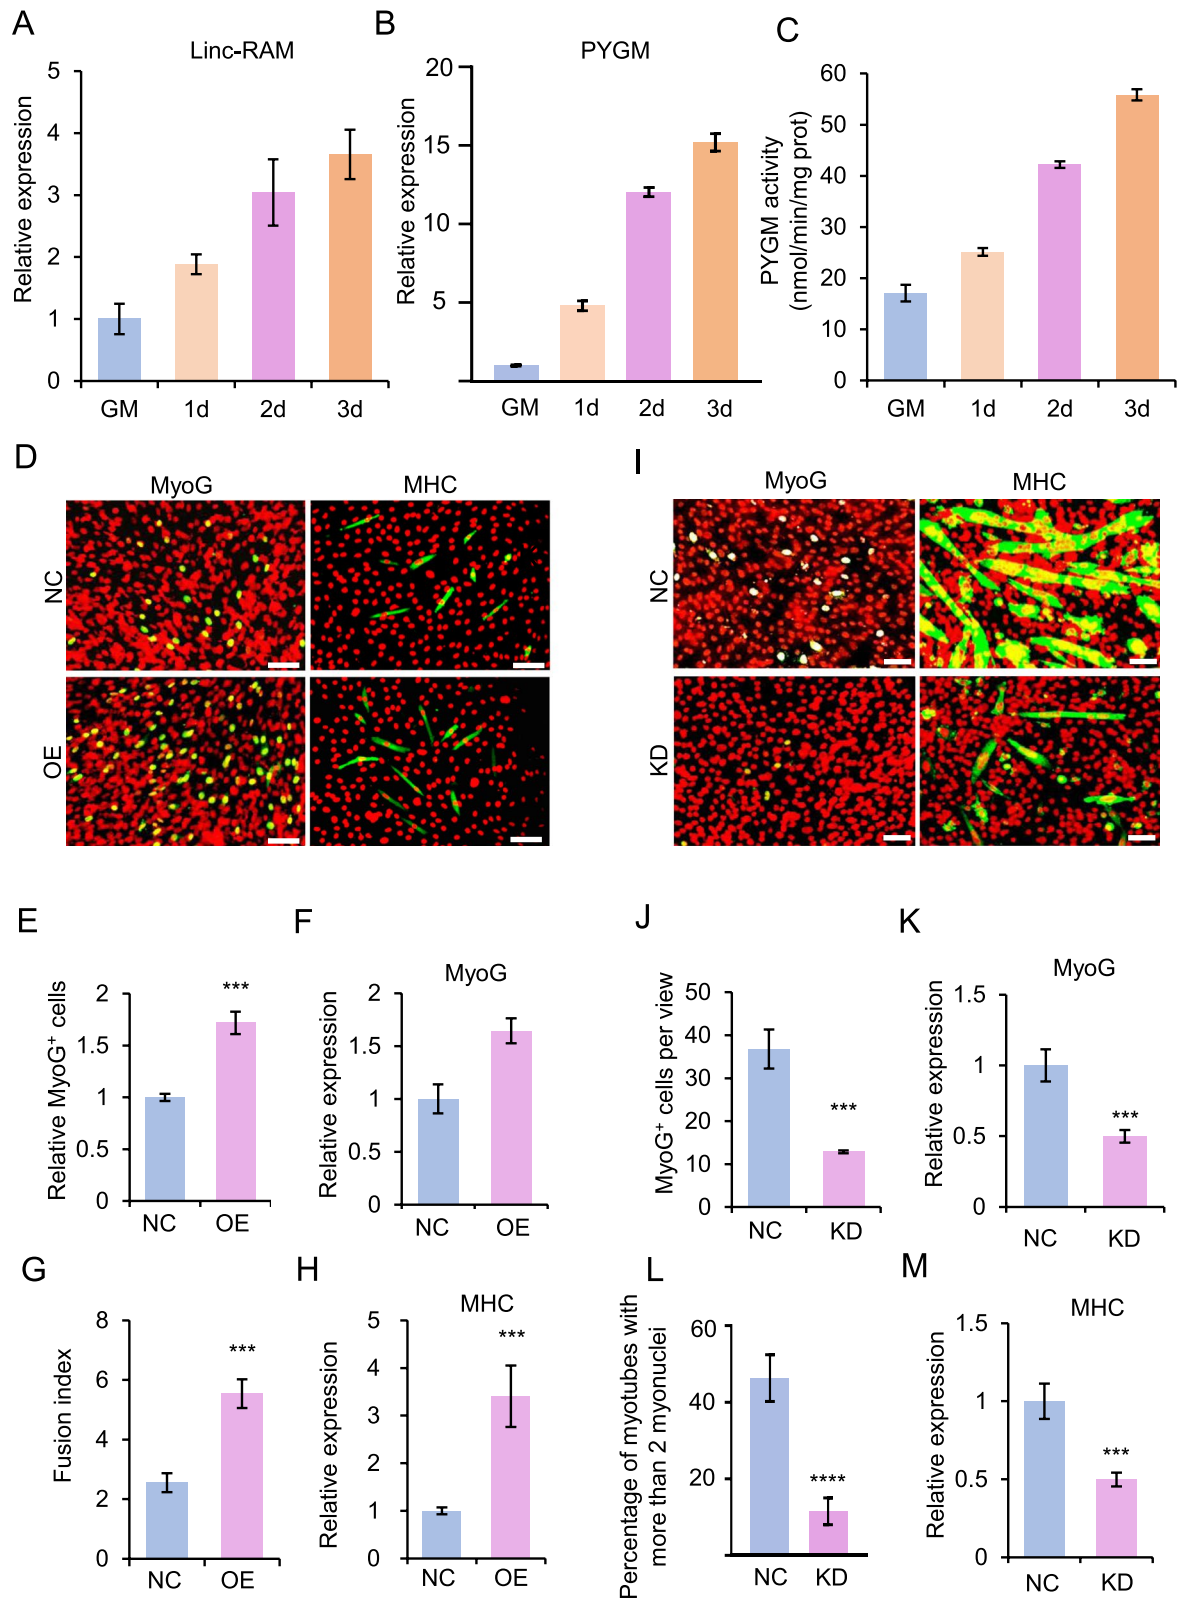 A
Linc-RAM
Relative expression
5
4
3
2
1
0
GM 1d 2d 3d
B
PYGM
Relative expression
20
15
10
5
GM 1d 2d 3d
C
PYGM activity
(nmol/min/mg prot)
60
50
40
30
20
10
0
GM 1d 2d 3d
D
MyoG MHC
NC
OE
I
MyoG MHC
NC
KD
E
Relative MyoG+ cells
2
1.5
1
0.5
0
NC OE
***
F
MyoG
Relative expression
2
1.5
1
0.5
0
NC OE
J
MyoG+ cells per view
50
40
30
20
10
0
NC KD
***
K
MyoG
Relative expression
1.5
1
0.5
0
NC KD
***
G
Fusion index
8
6
4
2
0
NC OE
***
H
MHC
Relative expression
5
4
3
2
1
0
NC OE
***
L
Percentage of myotubes with
more than 2 myonuclei
60
40
20
NC KD
****
M
MHC
Relative expression
1.5
1
0.5
0
NC KD
***